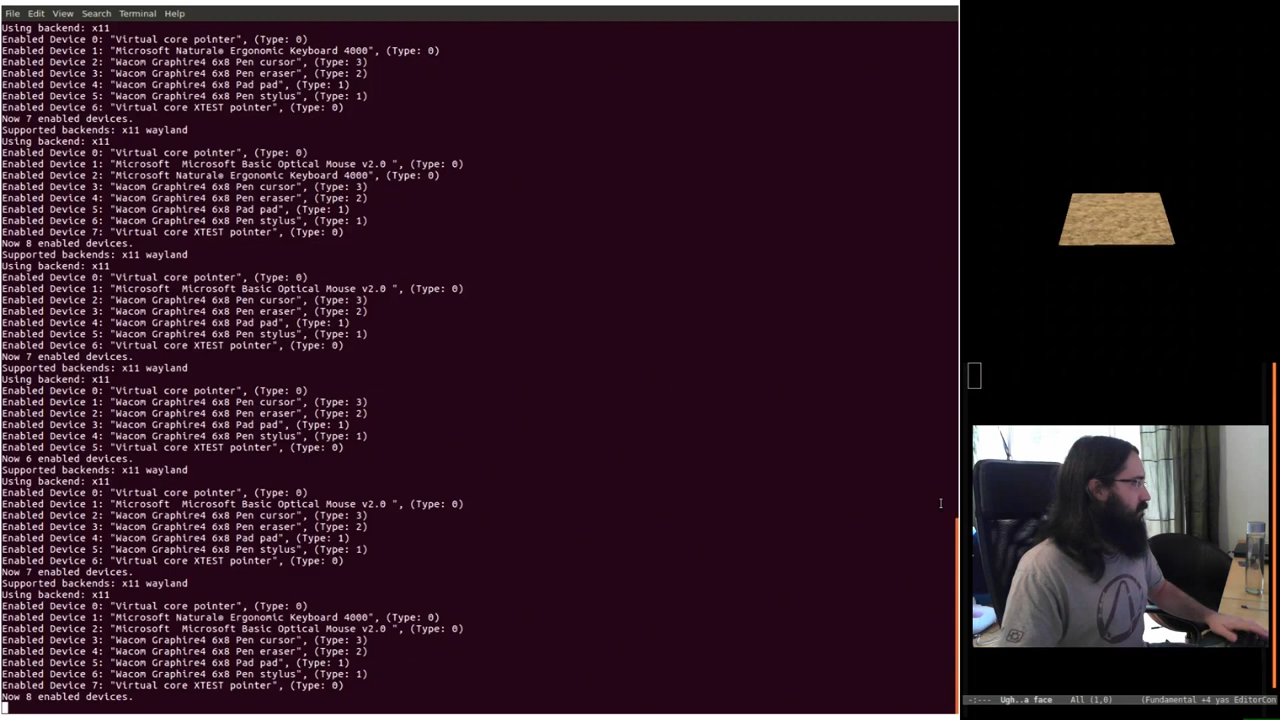 File Edit View Search Terminal Help
Using backend: x11
Enabled Device 0: "Virtual core pointer", (Type: 0)
Enabled Device 1: "Microsoft Natural® Ergonomic Keyboard 4000", (Type: 0)
Enabled Device 2: "Wacom Graphire4 6x8 Pen cursor", (Type: 3)
Enabled Device 3: "Wacom Graphire4 6x8 Pen eraser", (Type: 2)
Enabled Device 4: "Wacom Graphire4 6x8 Pad pad", (Type: 1)
Enabled Device 5: "Wacom Graphire4 6x8 Pen stylus", (Type: 1)
Enabled Device 6: "Virtual core XTEST pointer", (Type: 0)
Now 7 enabled devices.
Supported backends: x11 wayland
Using backend: x11
Enabled Device 0: "Virtual core pointer", (Type: 0)
Enabled Device 1: "Microsoft  Microsoft Basic Optical Mouse v2.0 ", (Type: 0)
Enabled Device 2: "Microsoft Natural® Ergonomic Keyboard 4000", (Type: 0)
Enabled Device 3: "Wacom Graphire4 6x8 Pen cursor", (Type: 3)
Enabled Device 4: "Wacom Graphire4 6x8 Pen eraser", (Type: 2)
Enabled Device 5: "Wacom Graphire4 6x8 Pad pad", (Type: 1)
Enabled Device 6: "Wacom Graphire4 6x8 Pen stylus", (Type: 1)
Enabled Device 7: "Virtual core XTEST pointer", (Type: 0)
Now 8 enabled devices.
Supported backends: x11 wayland
Using backend: x11
Enabled Device 0: "Virtual core pointer", (Type: 0)
Enabled Device 1: "Microsoft  Microsoft Basic Optical Mouse v2.0 ", (Type: 0)
Enabled Device 2: "Wacom Graphire4 6x8 Pen cursor", (Type: 3)
Enabled Device 3: "Wacom Graphire4 6x8 Pen eraser", (Type: 2)
Enabled Device 4: "Wacom Graphire4 6x8 Pad pad", (Type: 1)
Enabled Device 5: "Wacom Graphire4 6x8 Pen stylus", (Type: 1)
Enabled Device 6: "Virtual core XTEST pointer", (Type: 0)
Now 7 enabled devices.
Supported backends: x11 wayland
Using backend: x11
Enabled Device 0: "Virtual core pointer", (Type: 0)
Enabled Device 1: "Wacom Graphire4 6x8 Pen cursor", (Type: 3)
Enabled Device 2: "Wacom Graphire4 6x8 Pen eraser", (Type: 2)
Enabled Device 3: "Wacom Graphire4 6x8 Pad pad", (Type: 1)
Enabled Device 4: "Wacom Graphire4 6x8 Pen stylus", (Type: 1)
Enabled Device 5: "Virtual core XTEST pointer", (Type: 0)
Now 6 enabled devices.
Supported backends: x11 wayland
Using backend: x11
Enabled Device 0: "Virtual core pointer", (Type: 0)
Enabled Device 1: "Microsoft  Microsoft Basic Optical Mouse v2.0 ", (Type: 0)
Enabled Device 2: "Wacom Graphire4 6x8 Pen cursor", (Type: 3)
Enabled Device 3: "Wacom Graphire4 6x8 Pen eraser", (Type: 2)
Enabled Device 4: "Wacom Graphire4 6x8 Pad pad", (Type: 1)
Enabled Device 5: "Wacom Graphire4 6x8 Pen stylus", (Type: 1)
Enabled Device 6: "Virtual core XTEST pointer", (Type: 0)
Now 7 enabled devices.
Supported backends: x11 wayland
Using backend: x11
Enabled Device 0: "Virtual core pointer", (Type: 0)
Enabled Device 1: "Microsoft Natural® Ergonomic Keyboard 4000", (Type: 0)
Enabled Device 2: "Microsoft  Microsoft Basic Optical Mouse v2.0 ", (Type: 0)
Enabled Device 3: "Wacom Graphire4 6x8 Pen cursor", (Type: 3)
Enabled Device 4: "Wacom Graphire4 6x8 Pen eraser", (Type: 2)
Enabled Device 5: "Wacom Graphire4 6x8 Pad pad", (Type: 1)
Enabled Device 6: "Wacom Graphire4 6x8 Pen stylus", (Type: 1)
Enabled Device 7: "Virtual core XTEST pointer", (Type: 0)
Now 8 enabled devices.
-:--- Ugh..a face All (1,0) (Fundamental +4 yas EditorCon